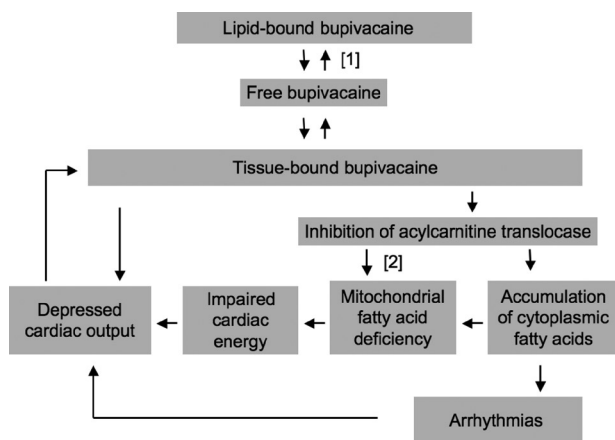 Lipid-bound bupivacaine
[1]
Free bupivacaine
Tissue-bound bupivacaine
Inhibition of acylcarnitine translocase
[2]
Depressed
cardiac output
Impaired
cardiac
energy
Mitochondrial
fatty acid
deficiency
Accumulation
of cytoplasmic
fatty acids
Arrhythmias